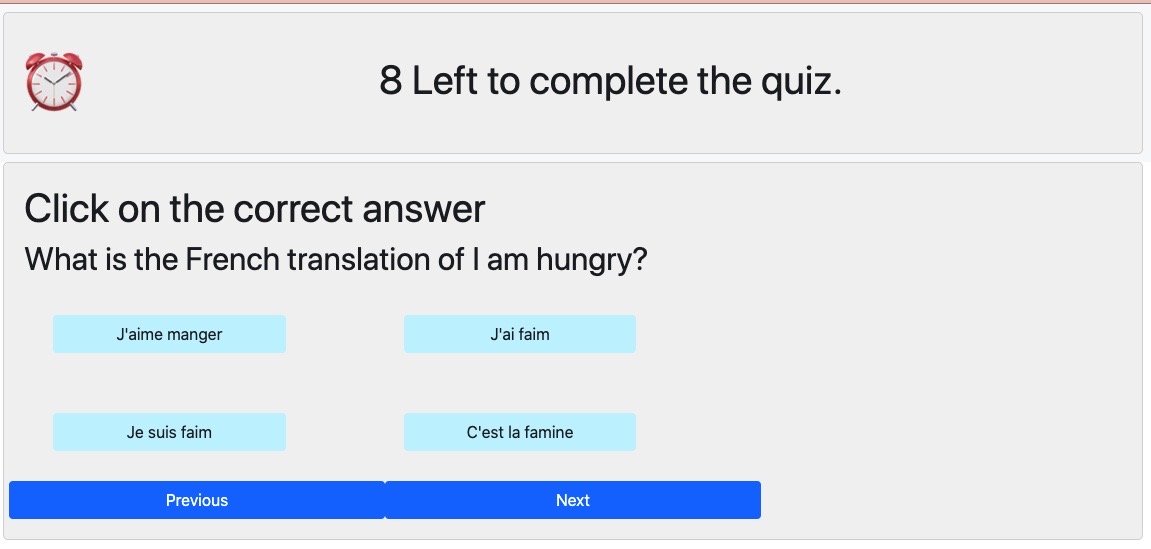 8 Left to complete the quiz.
Click on the correct answer
What is the French translation of I am hungry?
J'aime manger
J'ai faim
Je suis faim
C'est la famine
Previous
Next